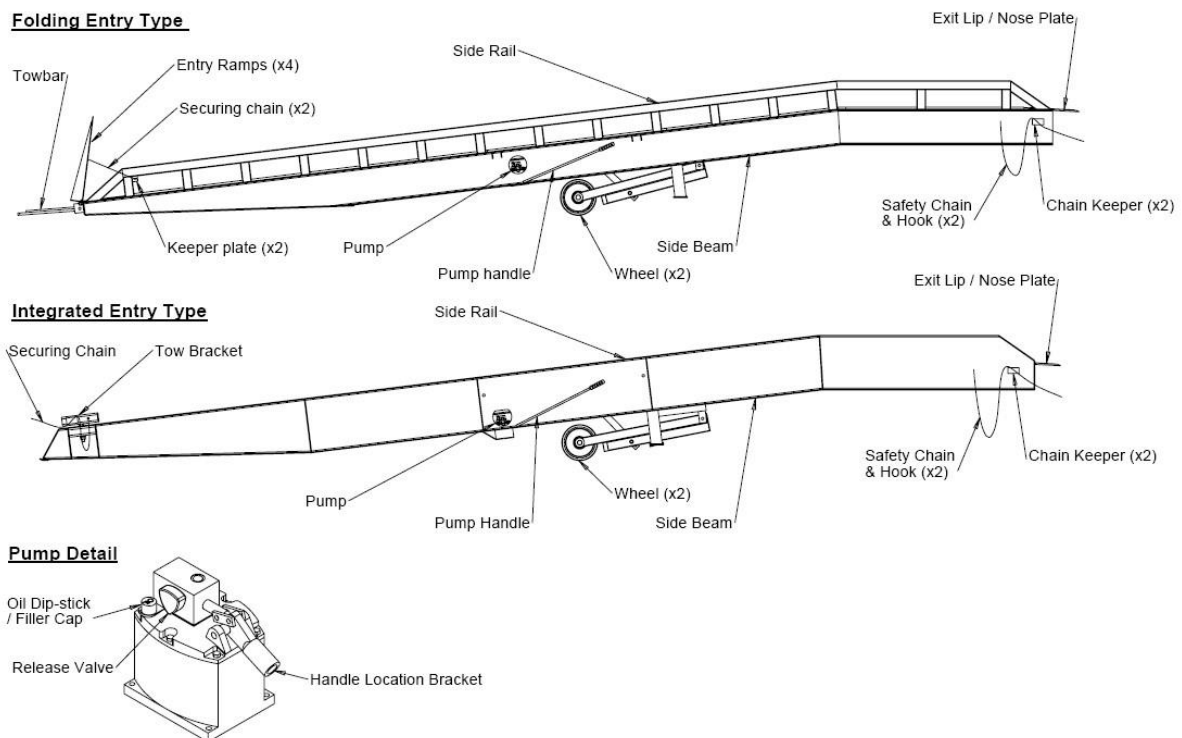 Folding Entry Type
Exit Lip / Nose Plate
Side Rail
Entry Ramps (x4)
Towbar
Securing chain (x2)
Safety Chain
& Hook (x2)
Chain Keeper (x2)
Keeper plate (x2)
Pump
Side Beam
Pump handle
Wheel (x2)
Exit Lip / Nose Plate
Integrated Entry Type
Side Rail
Securing Chain
Tow Bracket
Safety Chain
& Hook (x2)
Chain Keeper (x2)
Pump
Wheel (x2)
Pump Handle
Side Beam
Pump Detail
Oil Dip-stick
/ Filler Cap
Release Valve
Handle Location Bracket